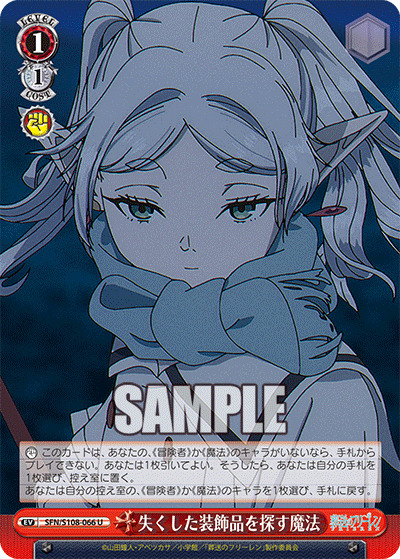 LEVEL
1
1
COST
SAMPLE
このカードは、あなたの、《冒険者》か《魔法》のキャラがいないなら、手札から
プレイできない。あなたは1枚引いてよい。そうしたら、あなたは自分の手札を
1枚選び、控え室に置く。
あなたは自分の控え室の、《冒険者》か《魔法》のキャラを1枚選び、手札に戻す。
EV SFN/S108-066 U 失くした装飾品を探す魔法
©山田鐘人・アベツカサ/小学館/「葬送のフリーレン」製作委員会